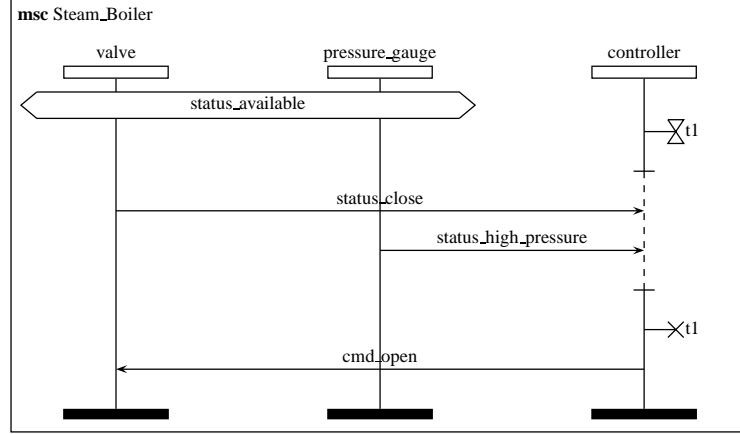 msc Steam_Boiler
valve pressure_gauge controller
status_available
t1
status_close
status_high_pressure
t1
cmd_open